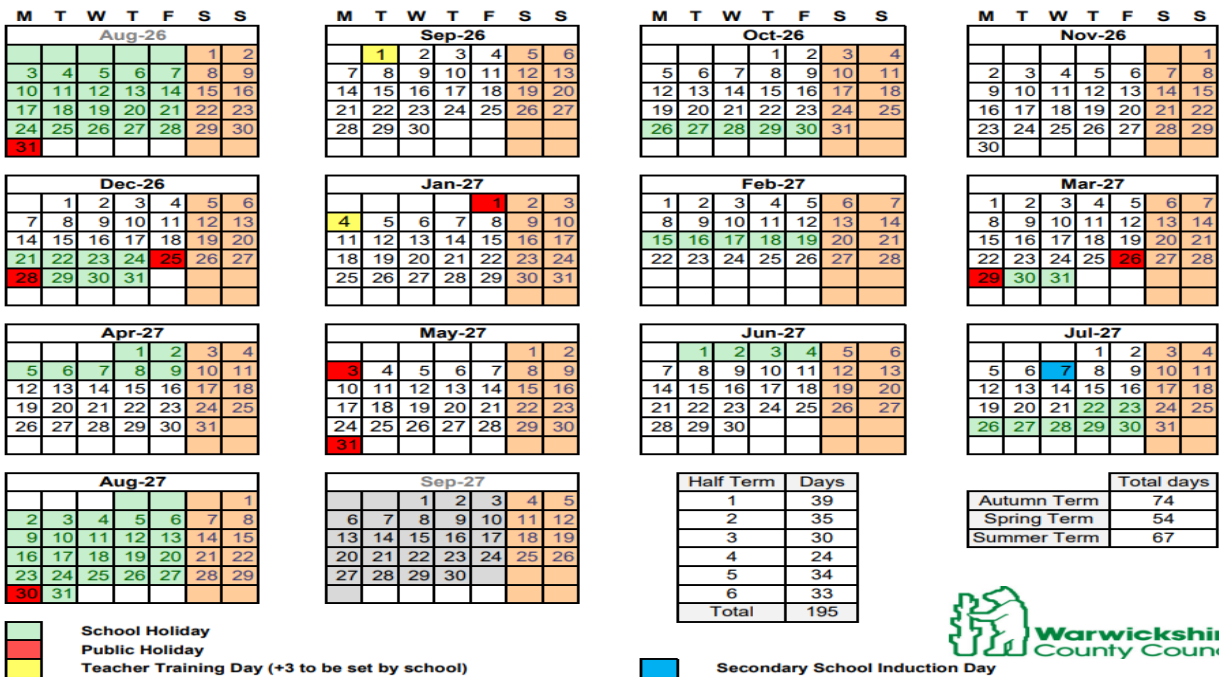 M T W T F S S
Aug-26
1 2
3 4 5 6 7 8 9
10 11 12 13 14 15 16
17 18 19 20 21 22 23
24 25 26 27 28 29 30
31
M T W T F S S
Sep-26
1 2 3 4 5 6
7 8 9 10 11 12 13
14 15 16 17 18 19 20
21 22 23 24 25 26 27
28 29 30
M T W T F S S
Oct-26
1 2 3 4
5 6 7 8 9 10 11
12 13 14 15 16 17 18
19 20 21 22 23 24 25
26 27 28 29 30 31
M T W T F S S
Nov-26
1
2 3 4 5 6 7 8
9 10 11 12 13 14 15
16 17 18 19 20 21 22
23 24 25 26 27 28 29
30
Dec-26
1 2 3 4 5 6
7 8 9 10 11 12 13
14 15 16 17 18 19 20
21 22 23 24 25 26 27
28 29 30 31
Jan-27
1 2 3
4 5 6 7 8 9 10
11 12 13 14 15 16 17
18 19 20 21 22 23 24
25 26 27 28 29 30 31
Feb-27
1 2 3 4 5 6 7
8 9 10 11 12 13 14
15 16 17 18 19 20 21
22 23 24 25 26 27 28
Mar-27
1 2 3 4 5 6 7
8 9 10 11 12 13 14
15 16 17 18 19 20 21
22 23 24 25 26 27 28
29 30 31
Apr-27
1 2 3 4
5 6 7 8 9 10 11
12 13 14 15 16 17 18
19 20 21 22 23 24 25
26 27 28 29 30 31
May-27
1 2
3 4 5 6 7 8 9
10 11 12 13 14 15 16
17 18 19 20 21 22 23
24 25 26 27 28 29 30
31
Jun-27
1 2 3 4 5 6
7 8 9 10 11 12 13
14 15 16 17 18 19 20
21 22 23 24 25 26 27
28 29 30
Jul-27
1 2 3 4
5 6 7 8 9 10 11
12 13 14 15 16 17 18
19 20 21 22 23 24 25
26 27 28 29 30 31
Aug-27
1
2 3 4 5 6 7 8
9 10 11 12 13 14 15
16 17 18 19 20 21 22
23 24 25 26 27 28 29
30 31
Sep-27
1 2 3 4 5
6 7 8 9 10 11 12
13 14 15 16 17 18 19
20 21 22 23 24 25 26
27 28 29 30
Half Term Days
1 39
2 35
3 30
4 24
5 34
6 33
Total 195
Total days
Autumn Term 74
Spring Term 54
Summer Term 67
Warwickshir
County Counc
School Holiday
Public Holiday
Teacher Training Day (+3 to be set by school)
Secondary School Induction Day